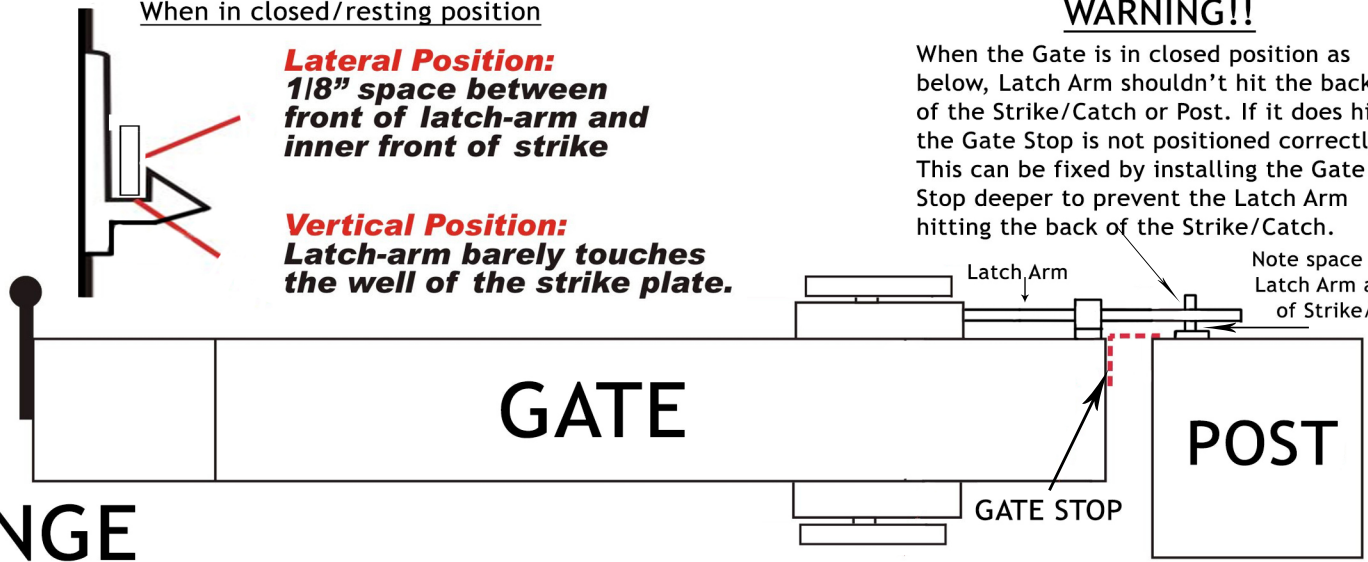 When in closed/resting position
Lateral Position:
1/8” space between
front of latch-arm and
inner front of strike
Vertical Position:
Latch-arm barely touches
the well of the strike plate.
WARNING!!
When the Gate is in closed position as
below, Latch Arm shouldn’t hit the back
of the Strike/Catch or Post. If it does hi
the Gate Stop is not positioned correctl
This can be fixed by installing the Gate
Stop deeper to prevent the Latch Arm
hitting the back of the Strike/Catch.
Note space
Latch Arm a
of Strike/
Latch Arm
GATE
POST
GATE STOP
NGE